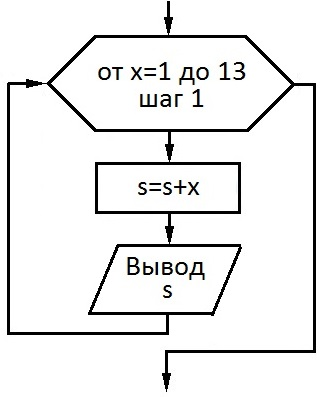 от x=1 до 13
шаг 1
s=s+x
Вывод
s